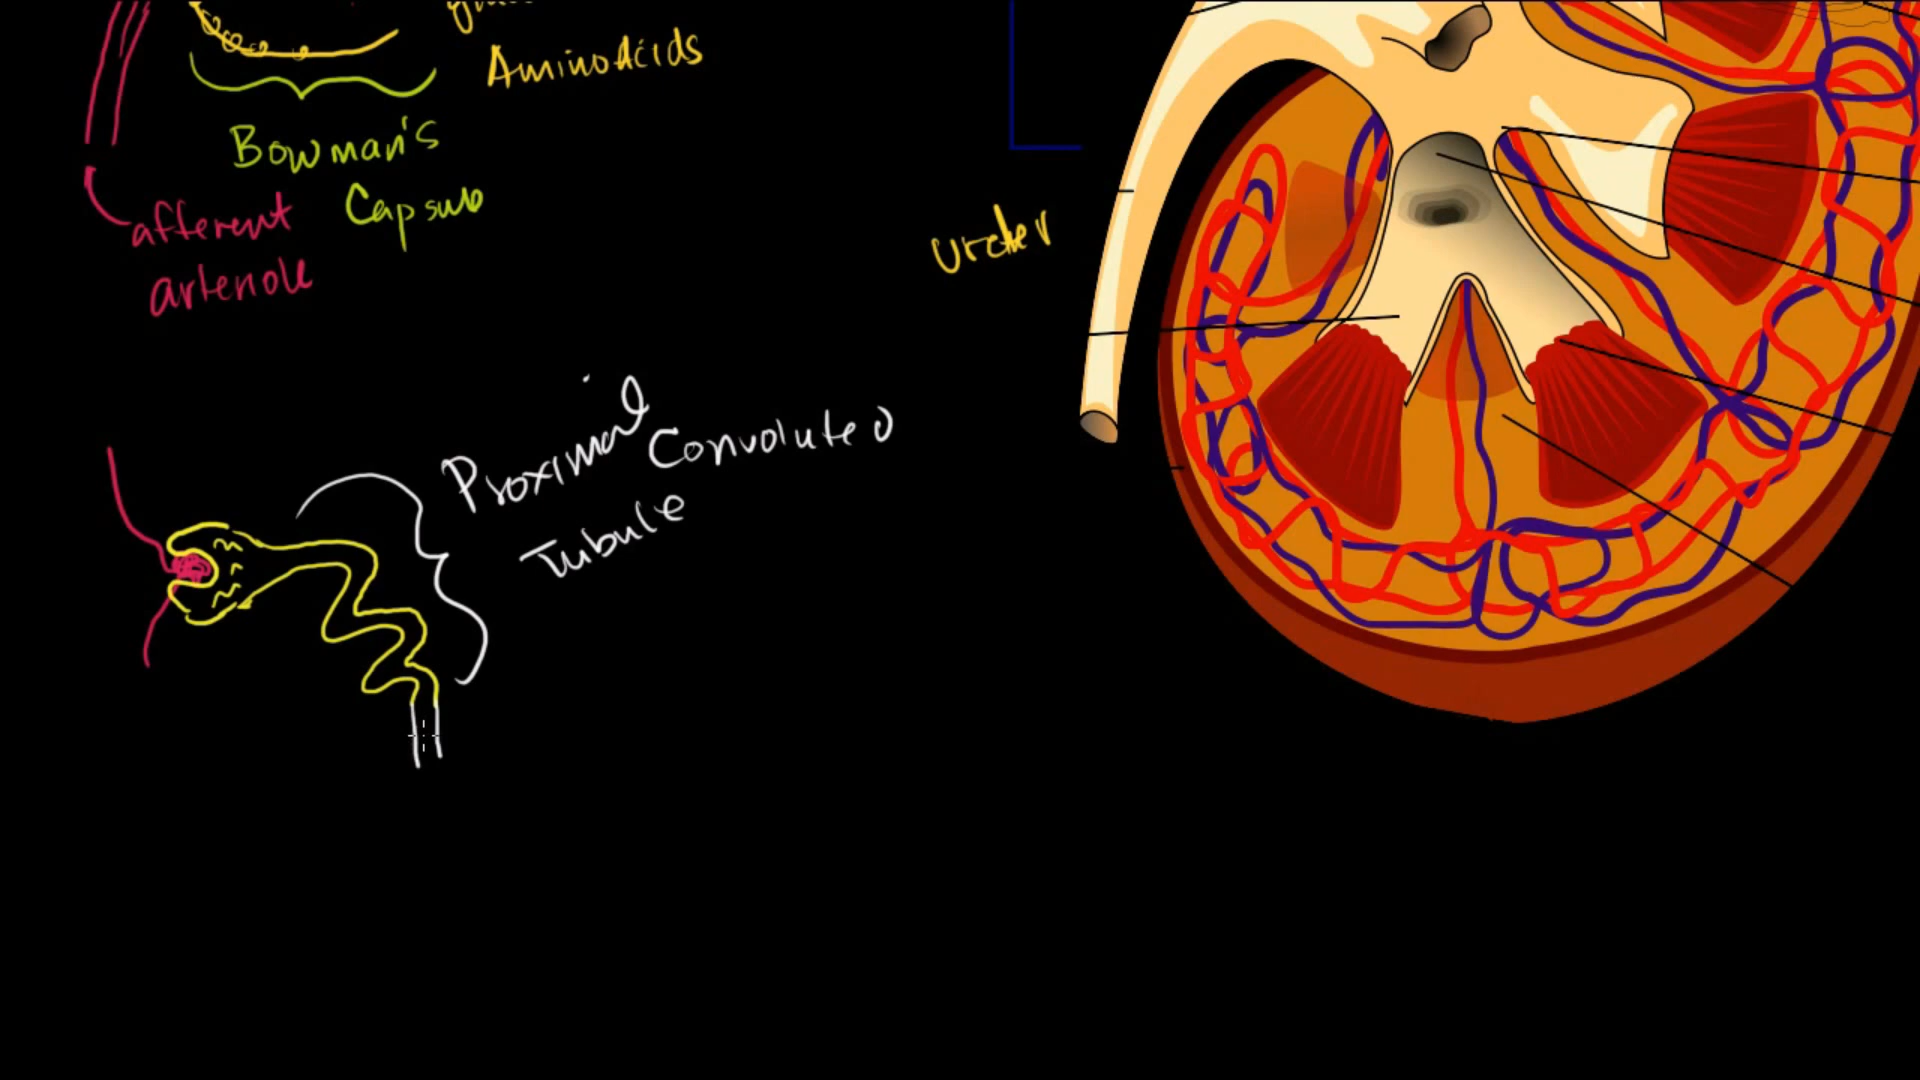 Amino Acids
Bowman's
Capsule
afferent
arteriole
ureter
Proximal Convoluted
Tubule